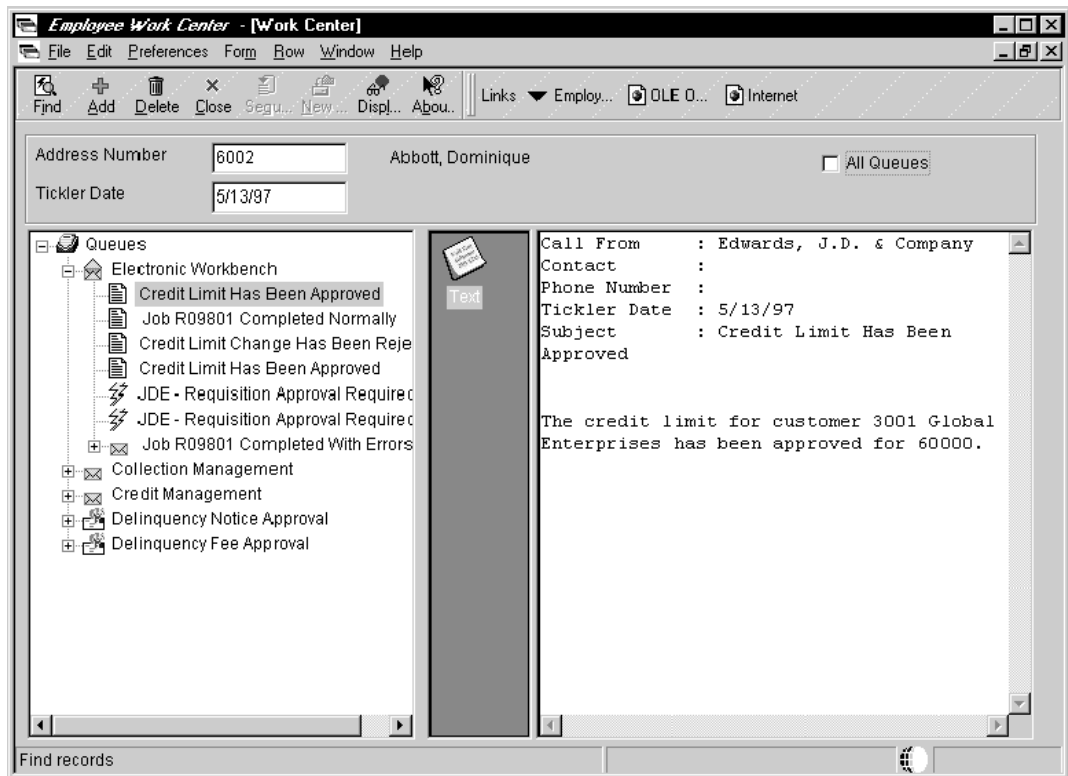 Employee Work Center - [Work Center]
File Edit Preferences Form Row Window Help
Find Add Delete Close Sequ... New ... Displ... Abou.. Links Employ... OLE O... Internet
Address Number 6002 Abbott, Dominique All Queues
Tickler Date 5/13/97
Queues
Electronic Workbench
Credit Limit Has Been Approved
Job R09801 Completed Normally
Credit Limit Change Has Been Reje
Credit Limit Has Been Approved
JDE - Requisition Approval Required
JDE - Requisition Approval Required
Job R09801 Completed With Errors
Collection Management
Credit Management
Delinquency Notice Approval
Delinquency Fee Approval
Text
Call From : Edwards, J.D. & Company
Contact :
Phone Number :
Tickler Date : 5/13/97
Subject : Credit Limit Has Been
Approved
The credit limit for customer 3001 Global
Enterprises has been approved for 60000.
Find records